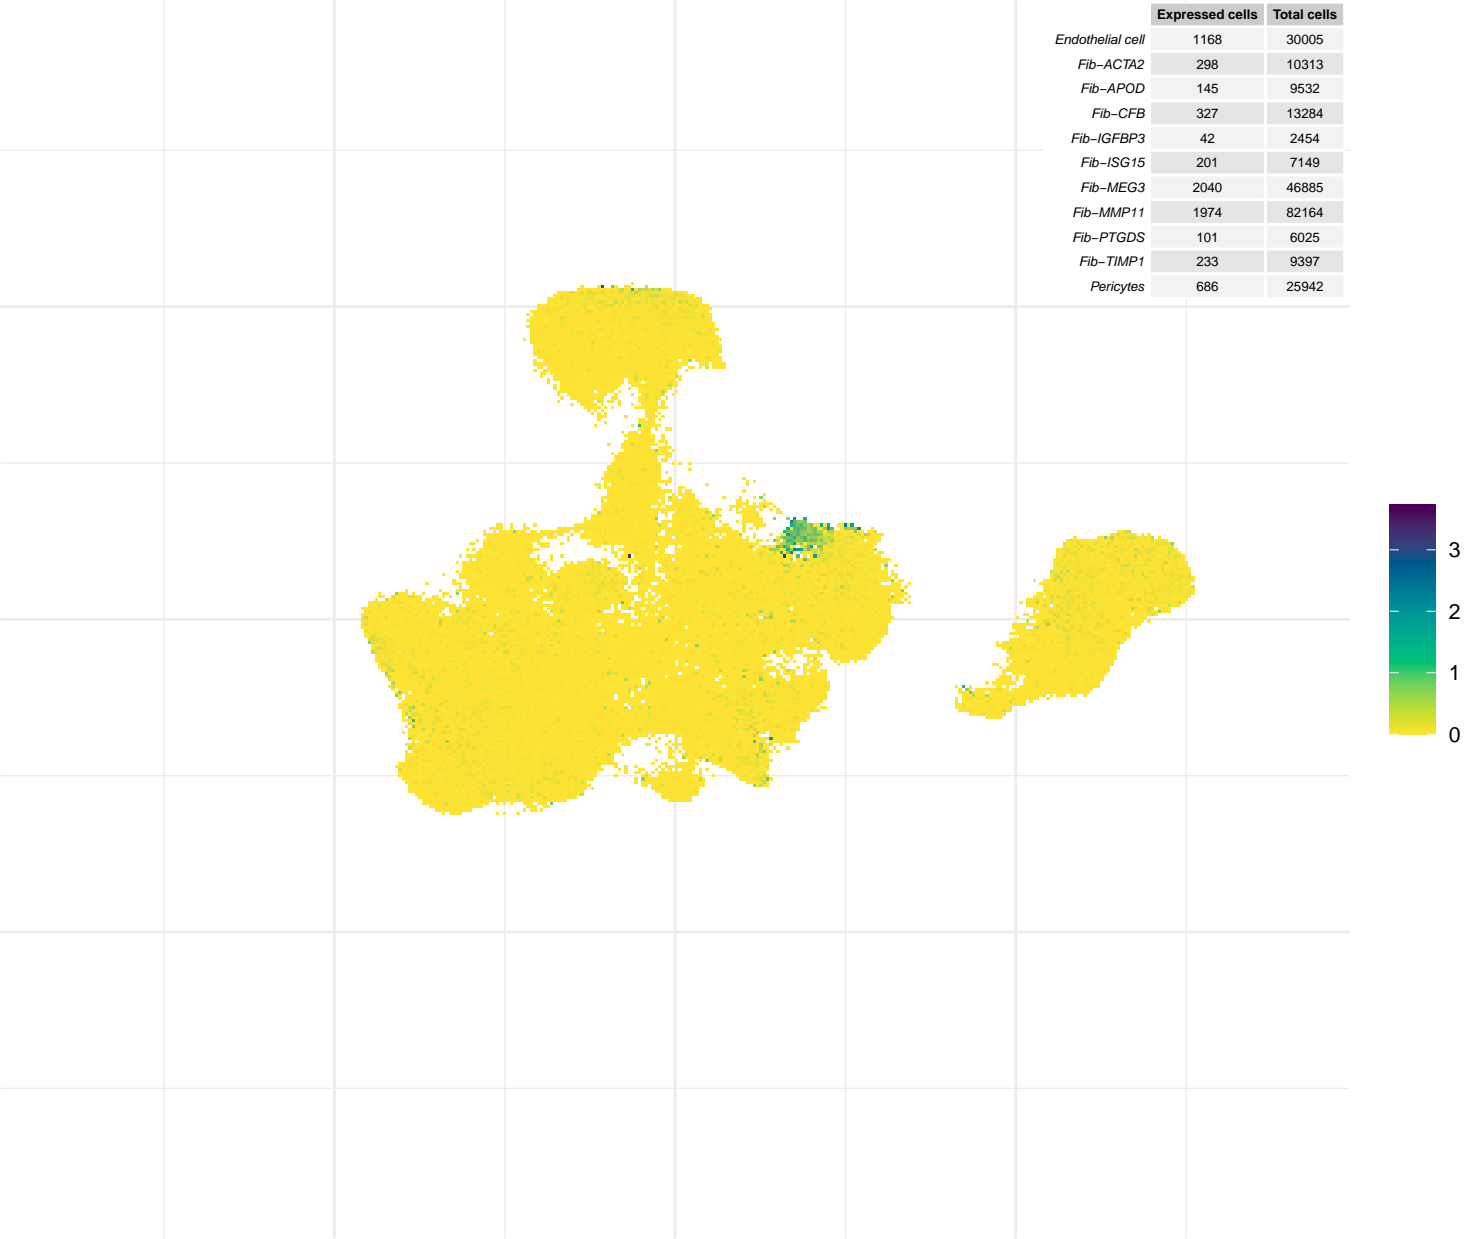 Expressed cells Total cells
Endothelial cell 1168 30005
Fib−ACTA2 298 10313
Fib−APOD 145 9532
Fib−CFB 327 13284
Fib−IGFBP3 42 2454
Fib−ISG15 201 7149
Fib−MEG3 2040 46885
Fib−MMP11 1974 82164
Fib−PTGDS 101 6025
Fib−TIMP1 233 9397
Pericytes 686 25942
3
2
1
0